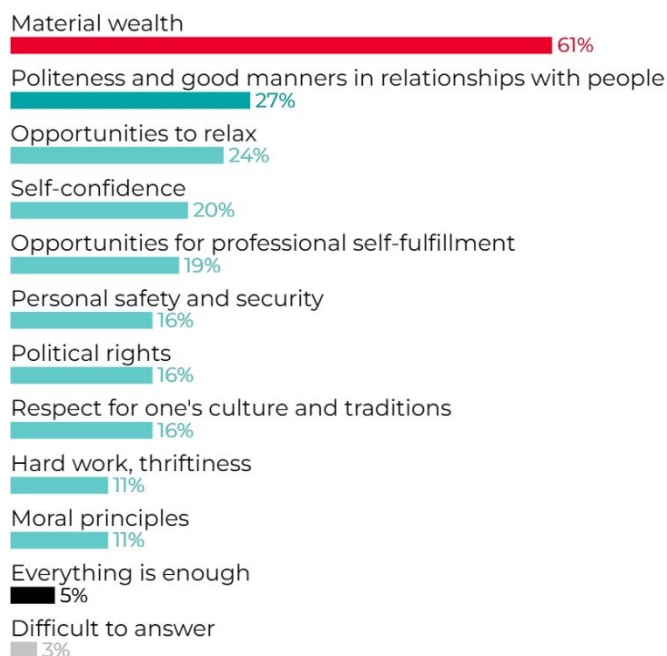 Material wealth
61%
Politeness and good manners in relationships with people
27%
Opportunities to relax
24%
Self-confidence
20%
Opportunities for professional self-fulfillment
19%
Personal safety and security
16%
Political rights
16%
Respect for one's culture and traditions
16%
Hard work, thriftiness
11%
Moral principles
11%
Everything is enough
5%
Difficult to answer
3%